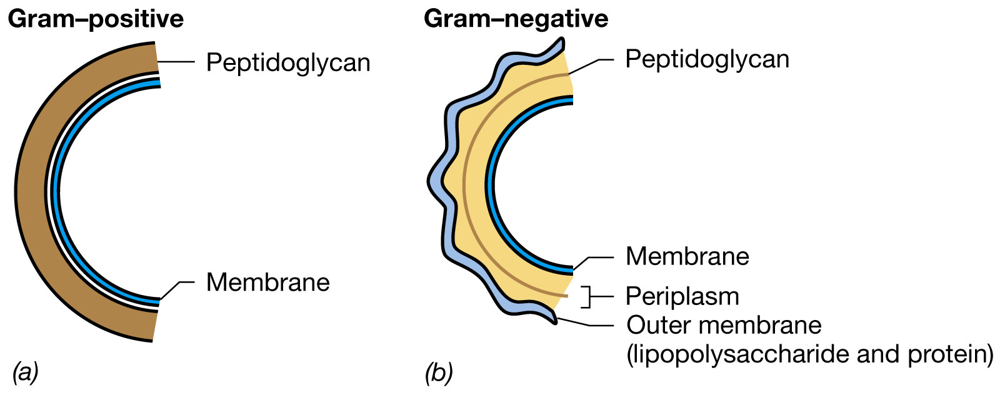 Gram–positive
Peptidoglycan
Membrane
(a)
Gram–negative
Peptidoglycan
Membrane
Periplasm
Outer membrane
(lipopolysaccharide and protein)
(b)